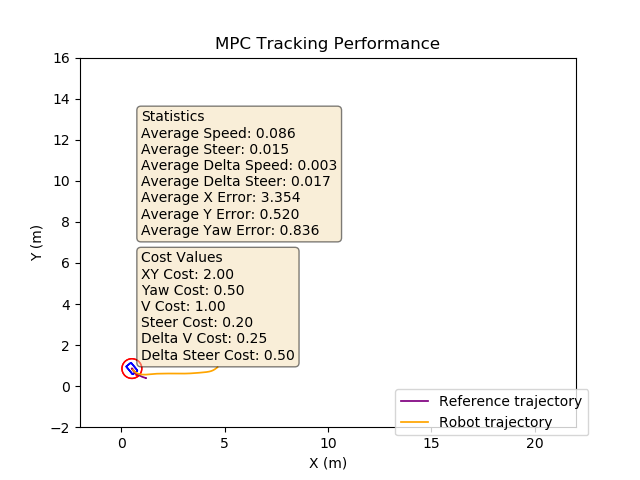 MPC Tracking Performance
16
14
12
10
8
6
4
2
0
−2
Y (m)
Statistics
Average Speed: 0.086
Average Steer: 0.015
Average Delta Speed: 0.003
Average Delta Steer: 0.017
Average X Error: 3.354
Average Y Error: 0.520
Average Yaw Error: 0.836
Cost Values
XY Cost: 2.00
Yaw Cost: 0.50
V Cost: 1.00
Steer Cost: 0.20
Delta V Cost: 0.25
Delta Steer Cost: 0.50
Reference trajectory
Robot trajectory
0 5 10 15 20
X (m)